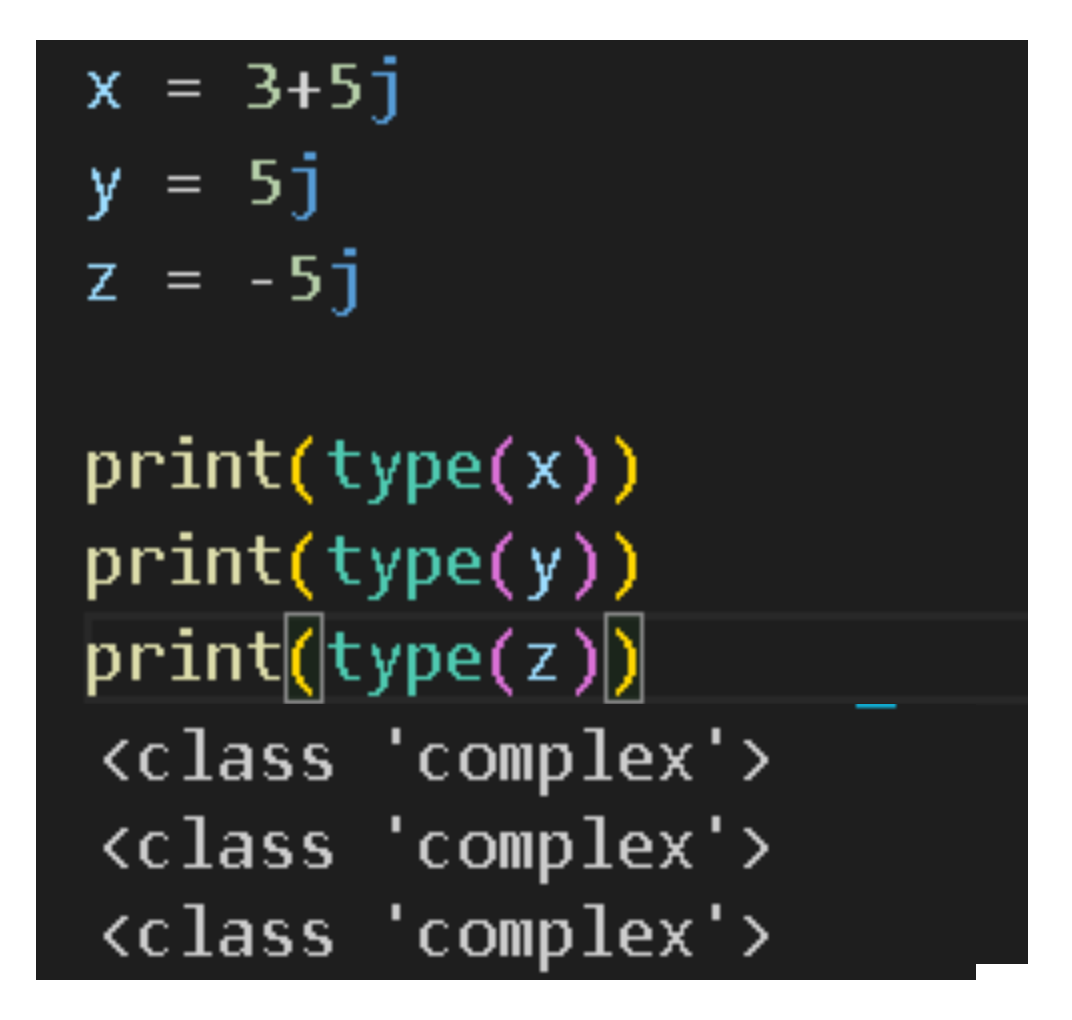 x = 3+5j
y = 5j
z = -5j
print(type(x))
print(type(y))
print(type(z))
<class 'complex'>
<class 'complex'>
<class 'complex'>